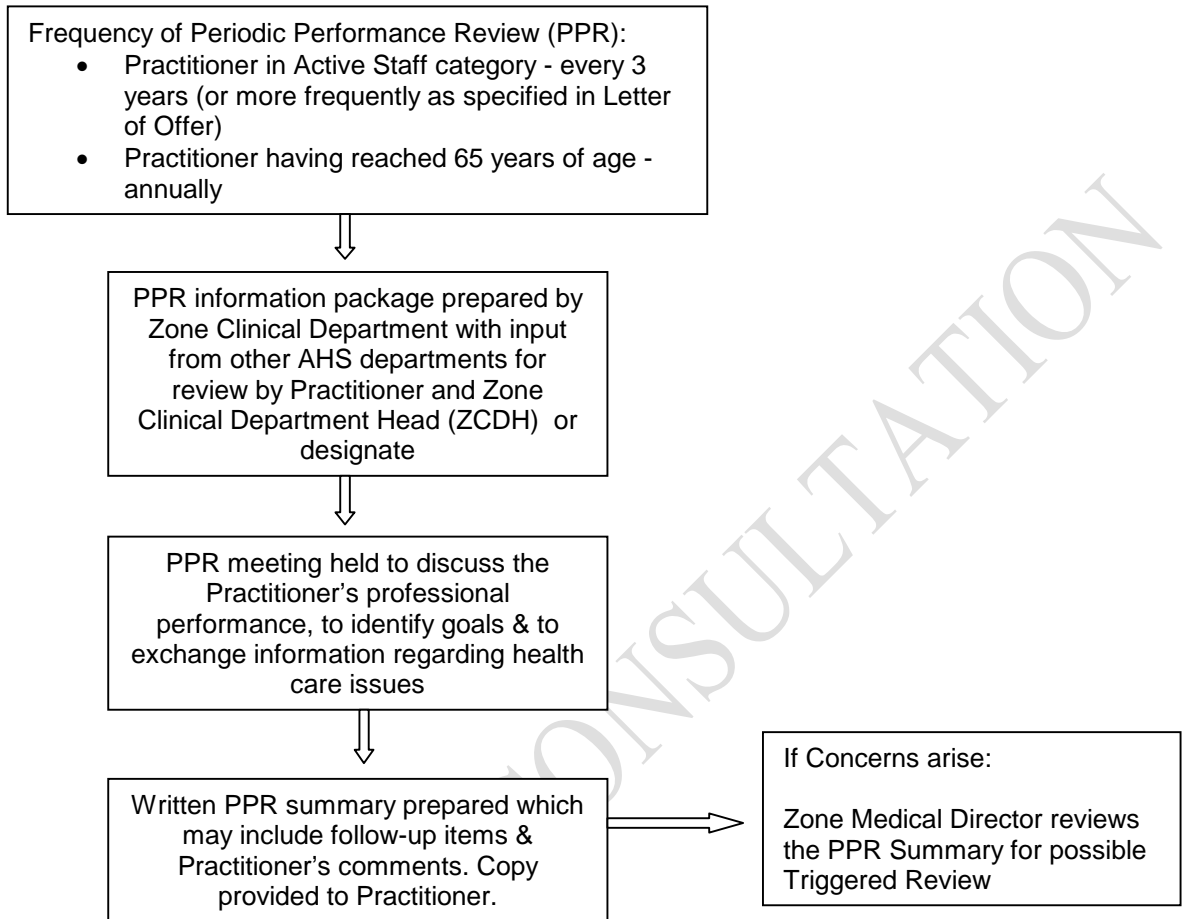 Frequency of Periodic Performance Review (PPR):
• Practitioner in Active Staff category - every 3
years (or more frequently as specified in Letter
of Offer)
• Practitioner having reached 65 years of age -
annually
PPR information package prepared by
Zone Clinical Department with input
from other AHS departments for
review by Practitioner and Zone
Clinical Department Head (ZCDH) or
designate
PPR meeting held to discuss the
Practitioner’s professional
performance, to identify goals & to
exchange information regarding health
care issues
Written PPR summary prepared which
may include follow-up items &
Practitioner’s comments. Copy
provided to Practitioner.
If Concerns arise:
Zone Medical Director reviews
the PPR Summary for possible
Triggered Review
CONSULTATION